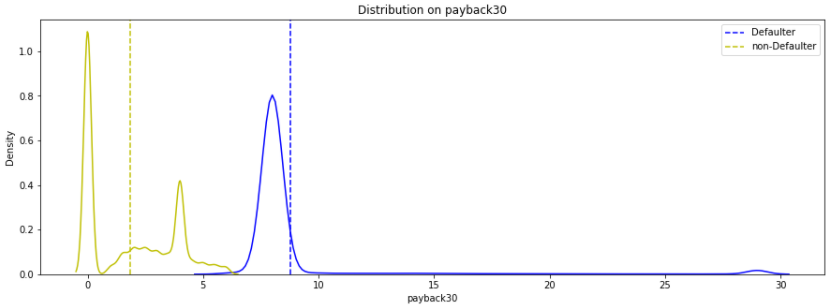 Distribution on payback30
Defaulter
non-Defaulter
1.0
0.8
0.6
0.4
0.2
0.0
Density
0 5 10 15 20 25 30
payback30